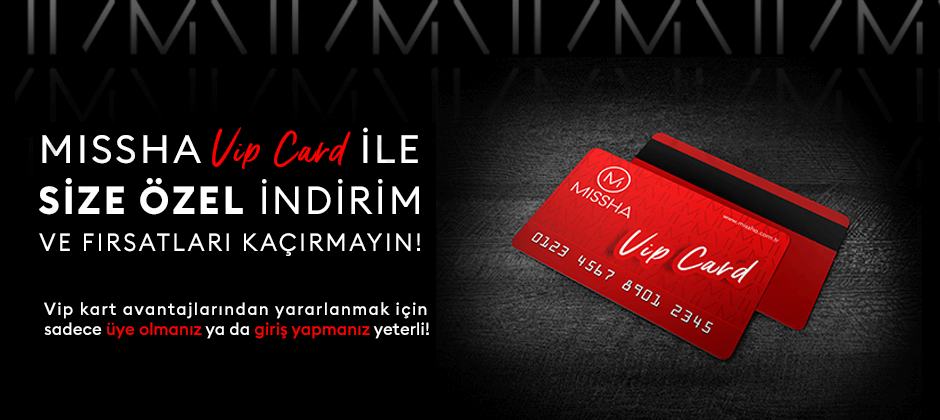 MISSHA Vip Card İLE
SİZE ÖZEL İNDİRİM
VE FIRSATLARI KAÇIRMAYIN!
Vip kart avantajlarından yararlanmak için
sadece üye olmanız ya da giriş yapmanız yeterli!
M
MISSHA
www.missha.com.tr
Vip Card
0123 4567 8901 2345